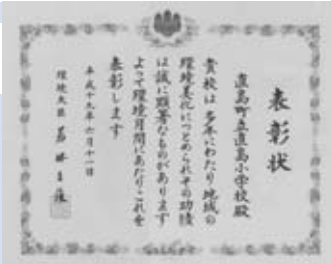 表彰状
直島町立直島小学校殿
貴校は多年にわたり地域の
環境美化につとめられその功績
は誠に顕著なものがあります
よって環境月間にあたりこれを
表彰します
平成十九年六月十一日
環境大臣 若林正俊